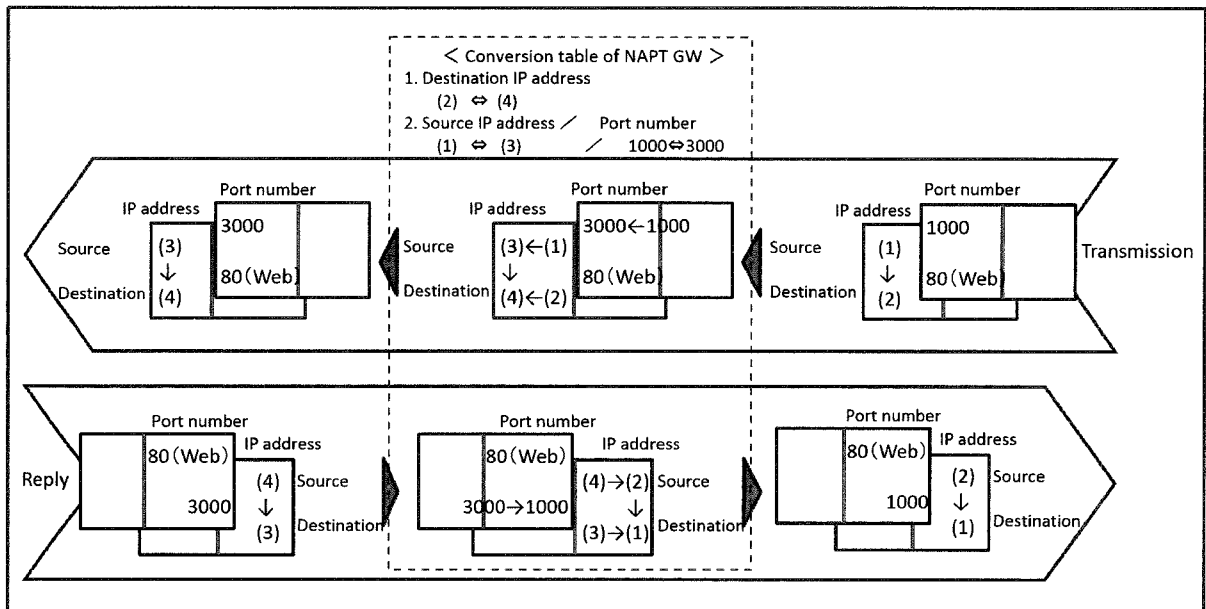 < Conversion table of NAPT GW >
1. Destination IP address
(2) ⇔ (4)
2. Source IP address / Port number
(1) ⇔ (3) / 1000⇔3000
Port number
IP address
3000
Source
(3)
↓
80(Web)
Destination
(4)
Port number
IP address
3000←1000
Source
(3)←(1)
↓
80(Web)
Destination
(4)←(2)
Port number
IP address
1000
Source
(1)
↓
80(Web)
Destination
(2)
Transmission
Reply
Port number
IP address
80(Web)
(4)
Source
↓
3000
(3)
Destination
Port number
IP address
80(Web)
(4)→(2)
Source
↓
3000→1000
(3)→(1)
Destination
Port number
IP address
80(Web)
(2)
Source
↓
1000
(1)
Destination